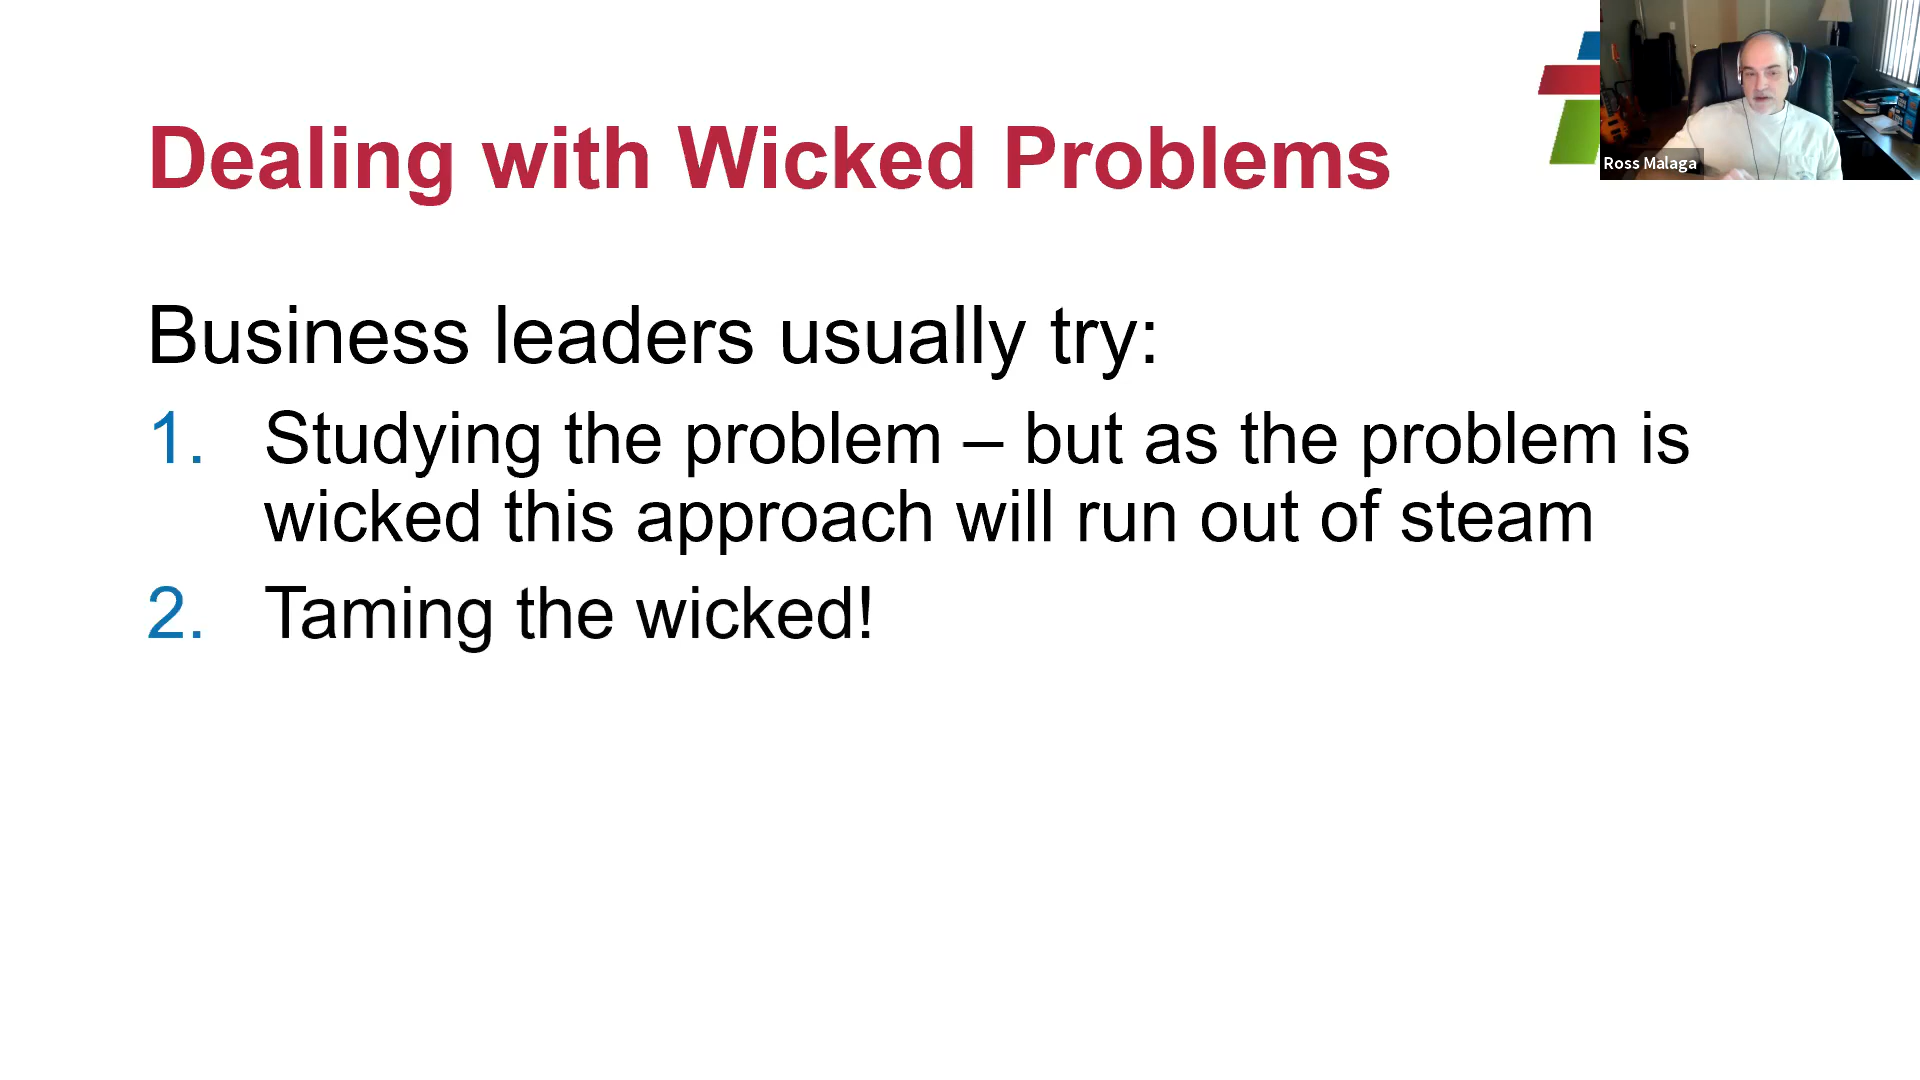 Dealing with Wicked Problems
Ross Malaga
Business leaders usually try:
1. Studying the problem – but as the problem is
wicked this approach will run out of steam
2. Taming the wicked!